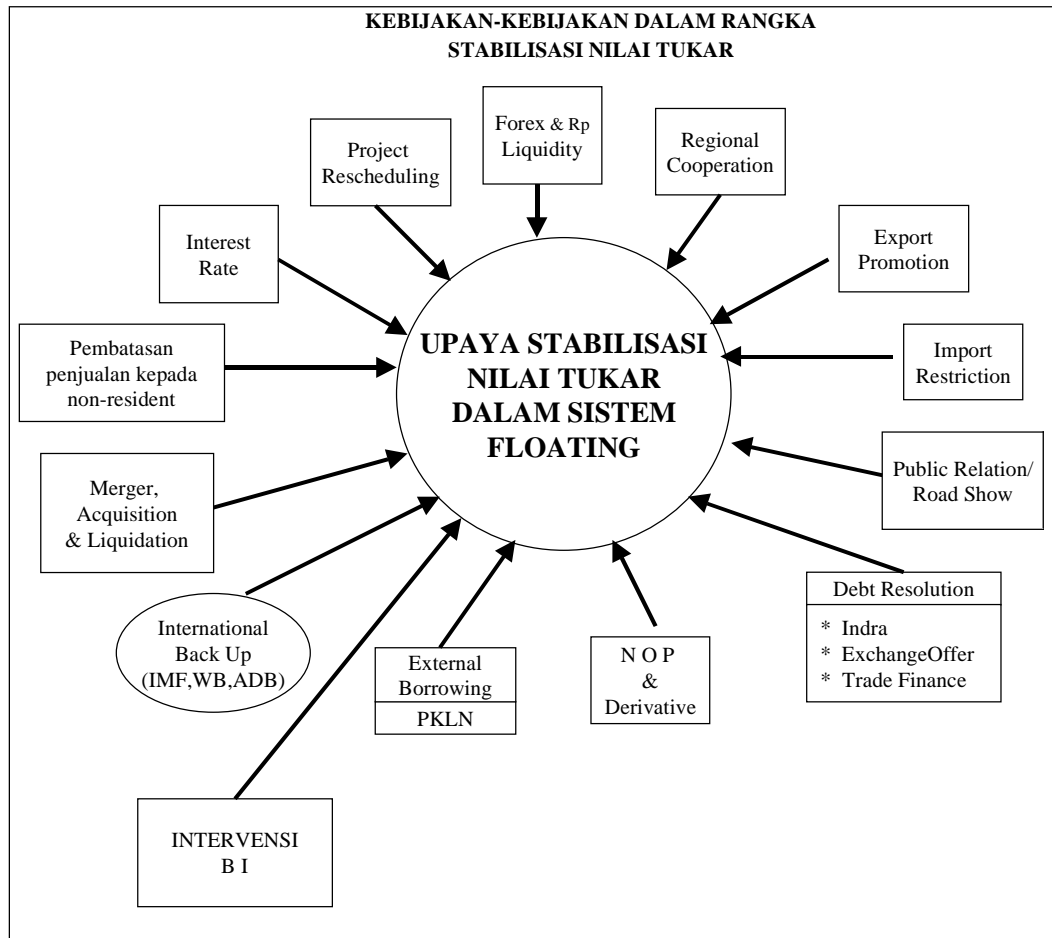 KEBIJAKAN-KEBIJAKAN DALAM RANGKA
STABILISASI NILAI TUKAR
Forex & Rp
Liquidity
Project
Rescheduling
Regional
Cooperation
Interest
Rate
Export
Promotion
Pembatasan
penjualan kepada
non-resident
UPAYA STABILISASI
NILAI TUKAR
DALAM SISTEM
FLOATING
Import
Restriction
Merger,
Acquisition
& Liquidation
Public Relation/
Road Show
International
Back Up
(IMF,WB,ADB)
External
Borrowing
PKLN
N O P
&
Derivative
Debt Resolution
* Indra
* ExchangeOffer
* Trade Finance
INTERVENSI
B I